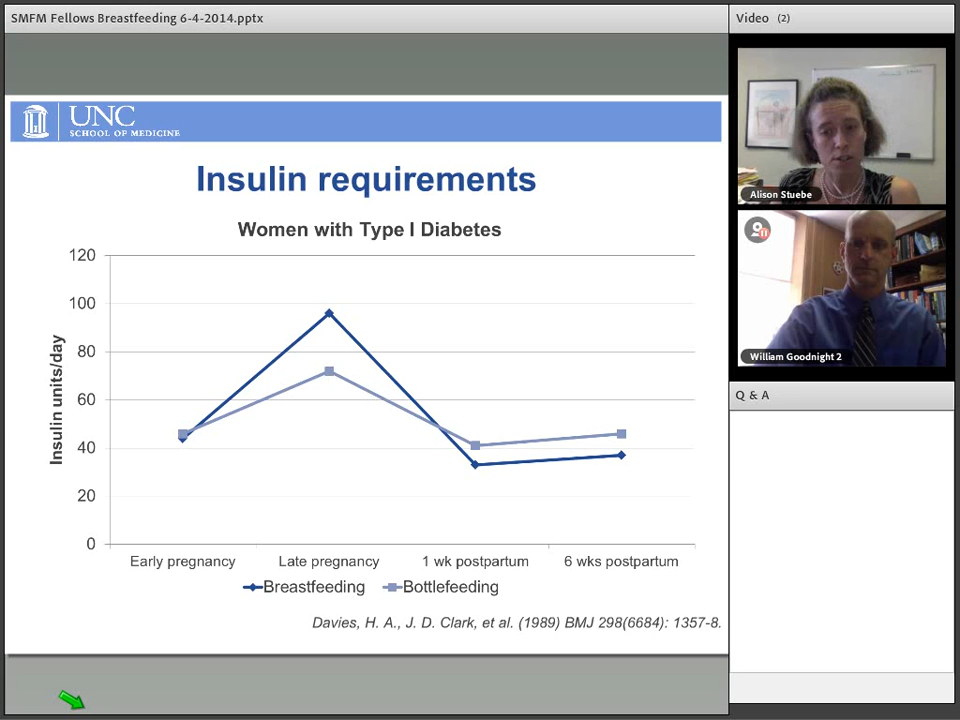 SMFM Fellows Breastfeeding 6-4-2014.pptx
UNC
SCHOOL OF MEDICINE
Insulin requirements
Women with Type I Diabetes
Insulin units/day
120
100
80
60
40
20
0
Early pregnancy
Late pregnancy
1 wk postpartum
6 wks postpartum
Breastfeeding
Bottlefeeding
Davies, H. A., J. D. Clark, et al. (1989) BMJ 298(6684): 1357-8.
Video (2)
Alison Stuebe
William Goodnight 2
Q & A